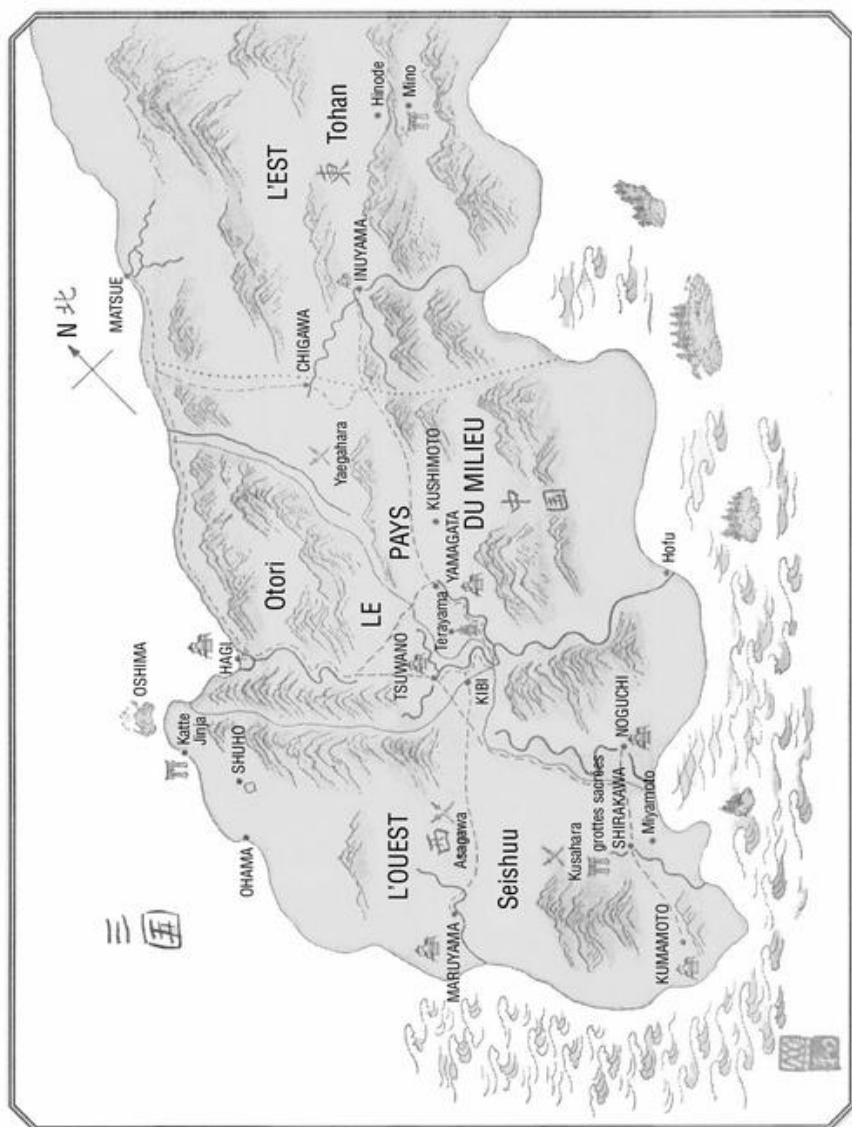 三国
N 北
MATSUE
OSHIMA
Katte
Jinja
HAGI
SHUHO
OHAMA
L'EST
東
Tohan
Hinode
Mino
INUYAMA
CHIGAWA
Yaegahara
Otori
LE
PAYS
DU MILIEU
中国
KUSHIMOTO
YAMAGATA
Terayama
TSUWANO
KIBI
Hofu
L'OUEST
西
Asagawa
MARUYAMA
Seishuu
Kusahara
grottes sacrées
SHIRAKAWA
NOGUCHI
Miyamoto
KUMAMOTO